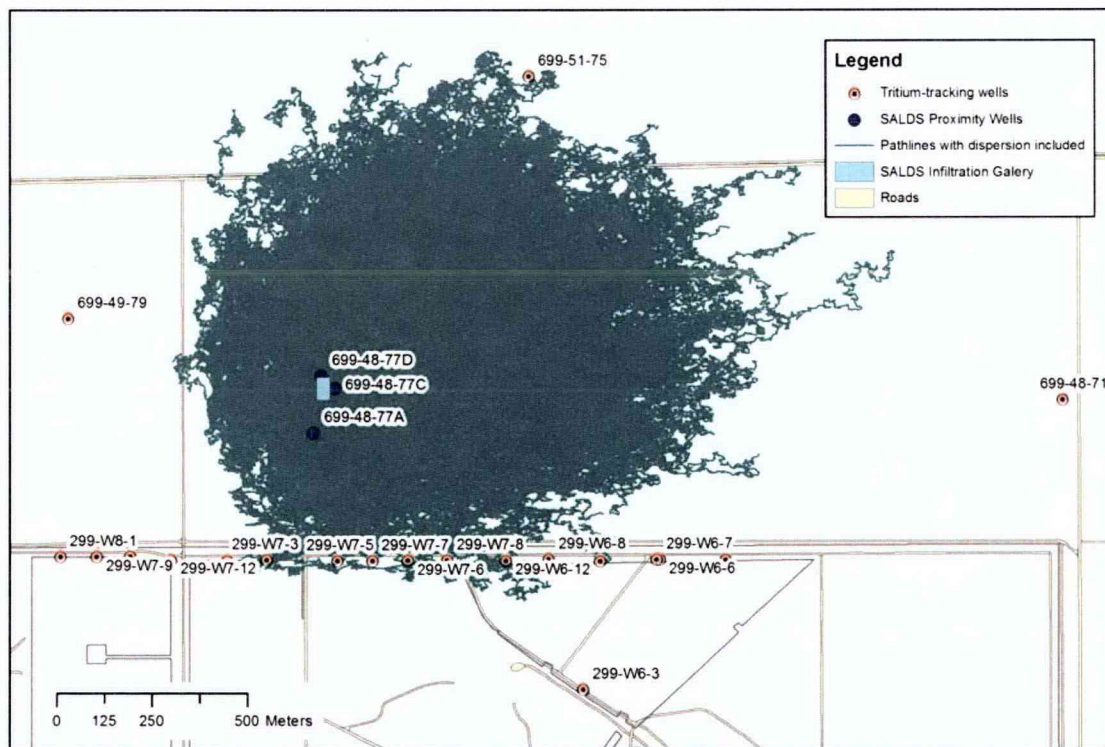 699-51-75
Legend
Tritium-tracking wells
SALDS Proximity Wells
Pathlines with dispersion included
SALDS Infiltration Galery
Roads
699-49-79
699-48-77D
699-48-77C
699-48-71
699-48-77A
299-W8-1
299-W7-3
299-W7-5
299-W7-7
299-W7-8
299-W6-8
299-W6-7
299-W7-9
299-W7-12
299-W7-6
299-W6-12
299-W6-6
299-W6-3
0 125 250 500 Meters